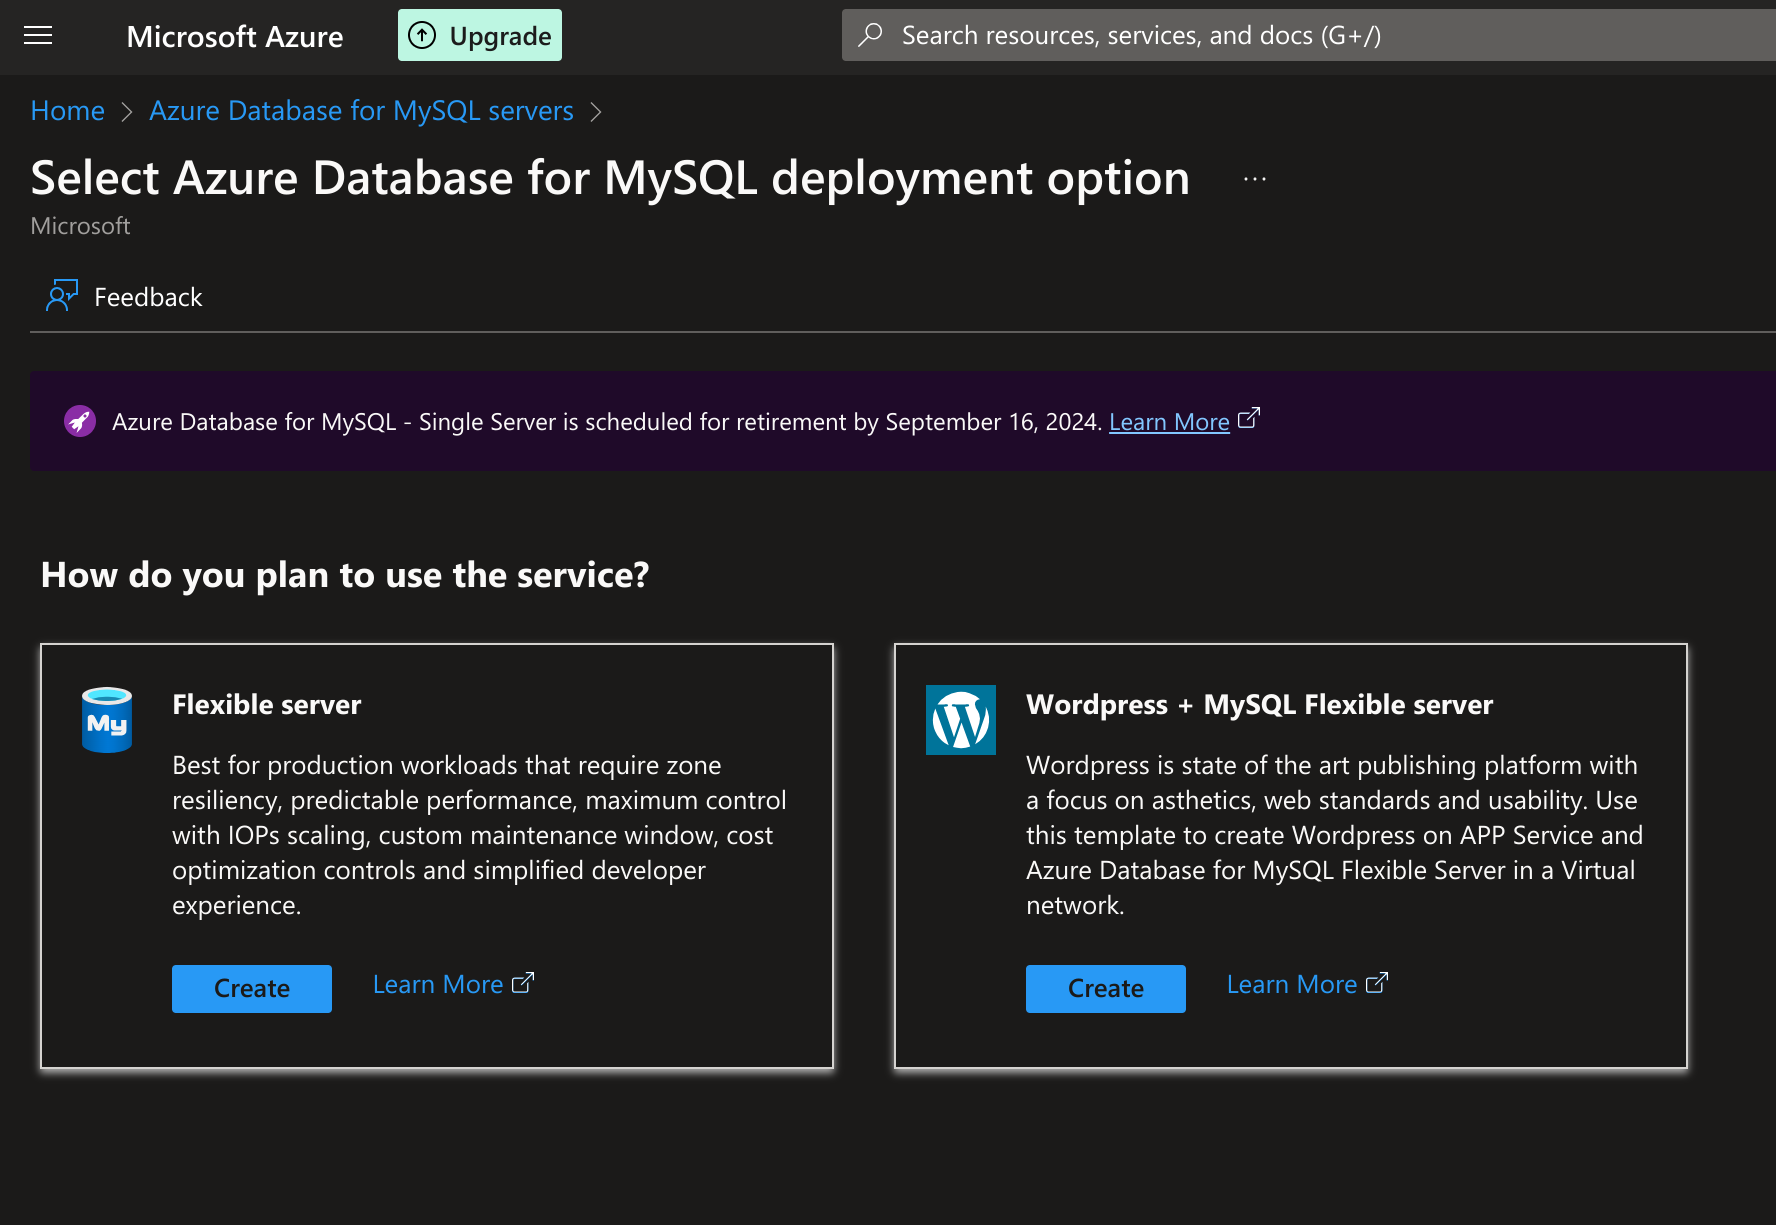 Microsoft Azure
Upgrade
Search resources, services, and docs (G+/)
Home > Azure Database for MySQL servers >
Select Azure Database for MySQL deployment option ...
Microsoft
Feedback
Azure Database for MySQL - Single Server is scheduled for retirement by September 16, 2024. Learn More
How do you plan to use the service?
My
Flexible server
Best for production workloads that require zone
resiliency, predictable performance, maximum control
with IOPs scaling, custom maintenance window, cost
optimization controls and simplified developer
experience.
Create
Learn More
Wordpress + MySQL Flexible server
Wordpress is state of the art publishing platform with
a focus on asthetics, web standards and usability. Use
this template to create Wordpress on APP Service and
Azure Database for MySQL Flexible Server in a Virtual
network.
Create
Learn More